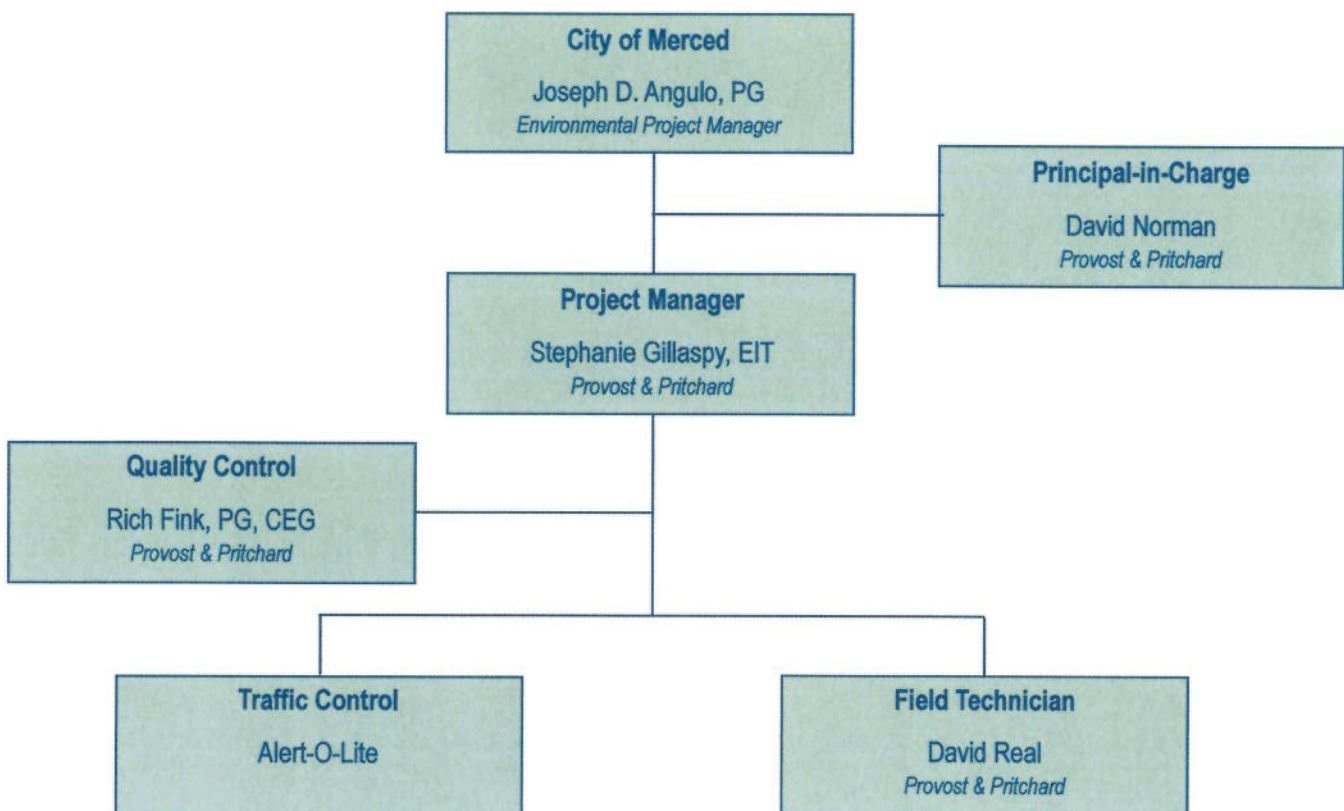 City of Merced
Joseph D. Angulo, PG
Environmental Project Manager
Principal-in-Charge
David Norman
Provost & Pritchard
Project Manager
Stephanie Gillaspy, EIT
Provost & Pritchard
Quality Control
Rich Fink, PG, CEG
Provost & Pritchard
Traffic Control
Alert-O-Lite
Field Technician
David Real
Provost & Pritchard